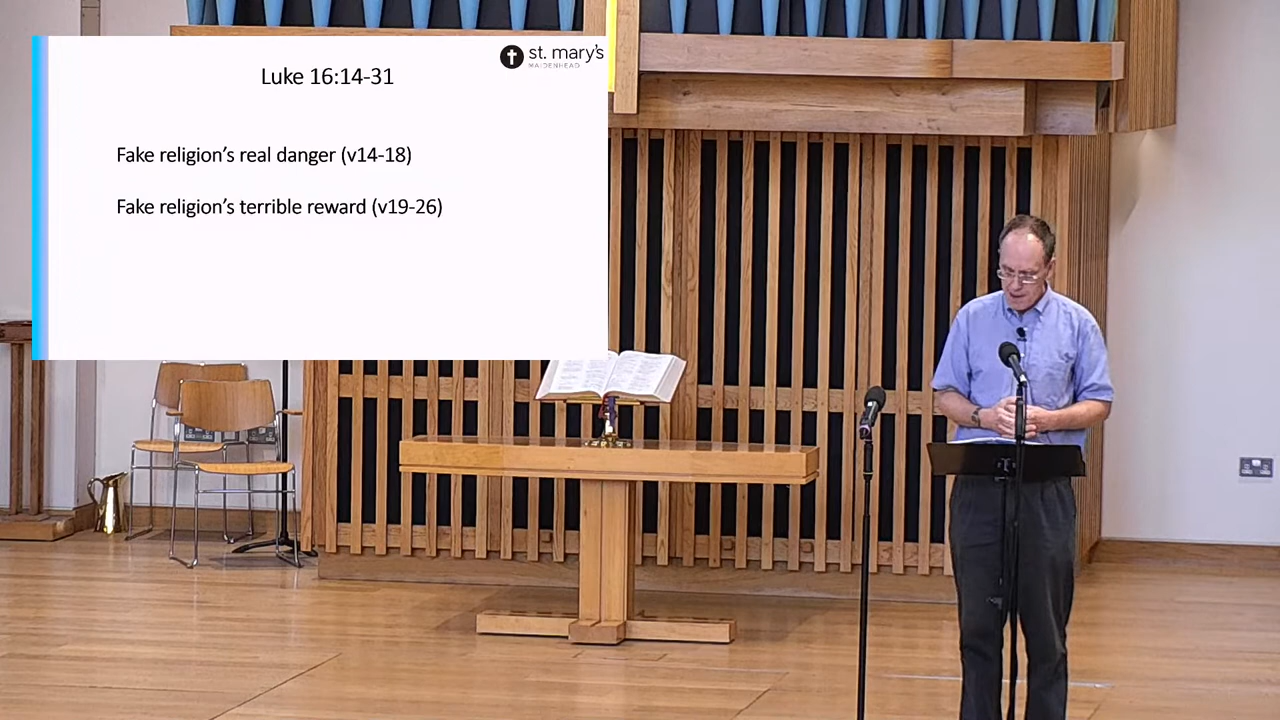 st. mary's
MAIDENHEAD
Luke 16:14-31
Fake religion's real danger (v14-18)
Fake religion's terrible reward (v19-26)